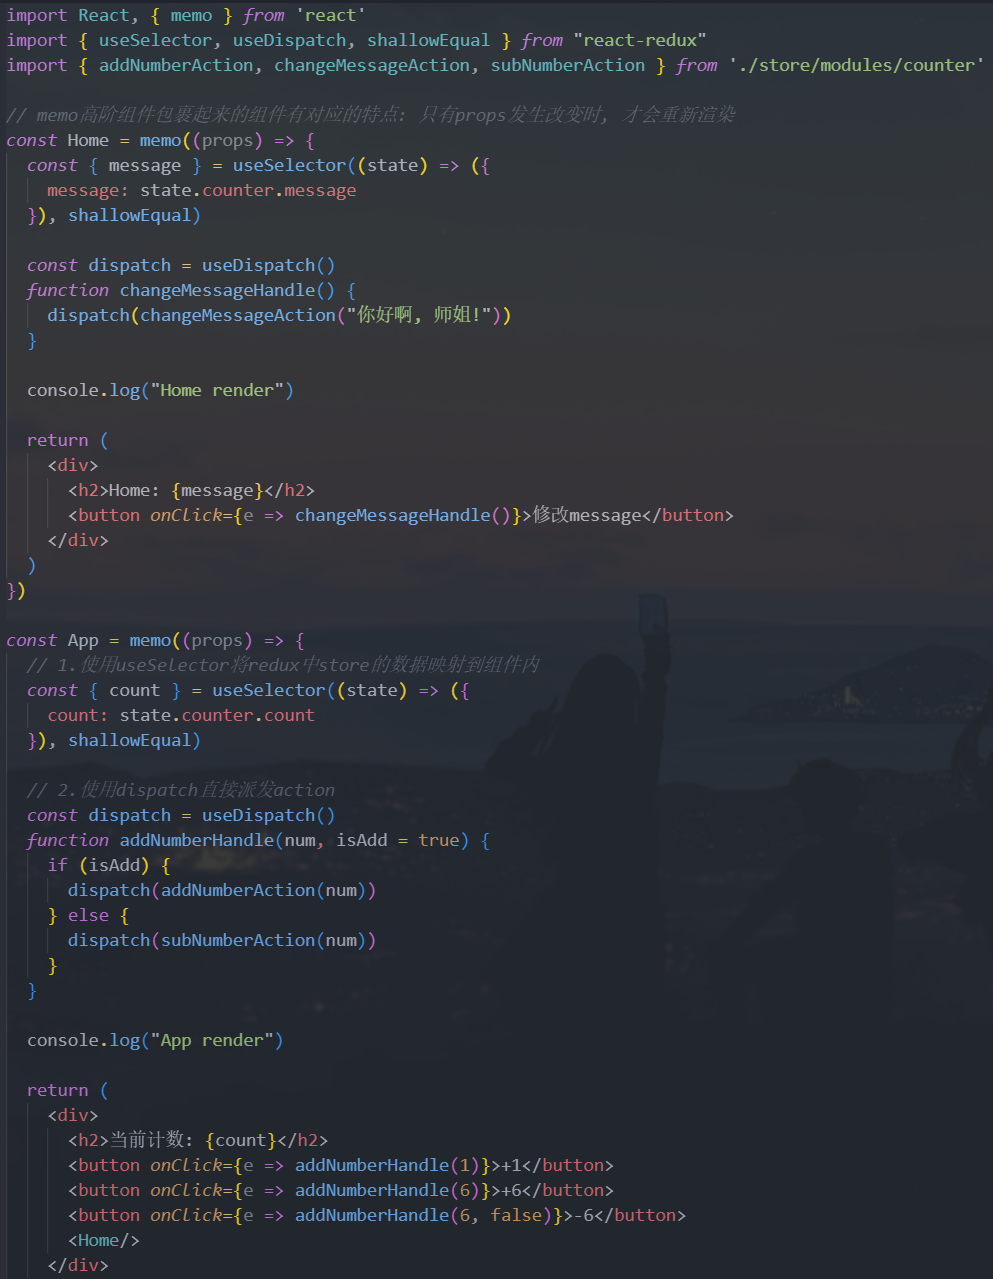 import React, { memo } from 'react'
import { useSelector, useDispatch, shallowEqual } from "react-redux"
import { addNumberAction, changeMessageAction, subNumberAction } from './store/modules/counter'

// memo高阶组件包裹起来的组件有对应的特点: 只有props发生改变时, 才会重新渲染
const Home = memo((props) => {
  const { message } = useSelector((state) => ({
    message: state.counter.message
  }), shallowEqual)

  const dispatch = useDispatch()
  function changeMessageHandle() {
    dispatch(changeMessageAction("你好啊, 师姐!"))
  }

  console.log("Home render")

  return (
    <div>
      <h2>Home: {message}</h2>
      <button onClick={e => changeMessageHandle()}>修改message</button>
    </div>
  )
})

const App = memo((props) => {
  // 1.使用useSelector将redux中store的数据映射到组件内
  const { count } = useSelector((state) => ({
    count: state.counter.count
  }), shallowEqual)

  // 2.使用dispatch直接派发action
  const dispatch = useDispatch()
  function addNumberHandle(num, isAdd = true) {
    if (isAdd) {
      dispatch(addNumberAction(num))
    } else {
      dispatch(subNumberAction(num))
    }
  }

  console.log("App render")

  return (
    <div>
      <h2>当前计数: {count}</h2>
      <button onClick={e => addNumberHandle(1)}>+1</button>
      <button onClick={e => addNumberHandle(6)}>+6</button>
      <button onClick={e => addNumberHandle(6, false)}>-6</button>
      <Home/>
    </div>